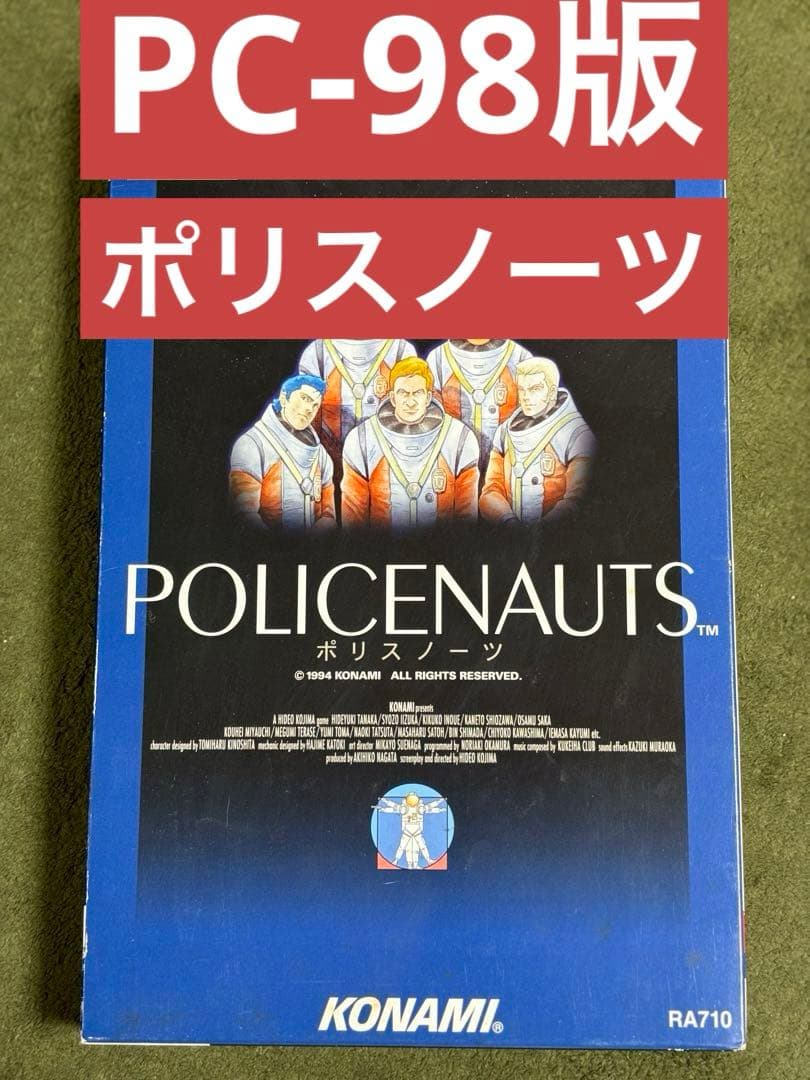 PC-98版
ポリスノーツ
POLICENAUTS™
ポリスノーツ
© 1994 KONAMI ALL RIGHTS RESERVED.
KONAMI presents
A HIDEO KOJIMA game HIDEYUKI TANAKA/SYOZO IIZUKA/KIKUKO INOUE/KANETO SHIOZAWA/OSAMU SAKA
KOUHEI MIYAUCHI/MEGUMI TERASE/YUMI TOMA/NAOKI TATSUTA/MASAHARU SATOH/BIN SHIMADA/CHIYOKO KAWASHIMA/IEMASA KAYUMI etc.
character designed by TOMIHARU KINOSHITA mechanic designed by HAJIME KATOKI art director MIKAYO SUENAGA programmed by NORIAKI OKAMURA music composed by KUKEIHA CLUB sound effects KAZUKI MURAOKA
produced by AKIHIKO NAGATA screenplay and directed by HIDEO KOJIMA
KONAMI®
RA710